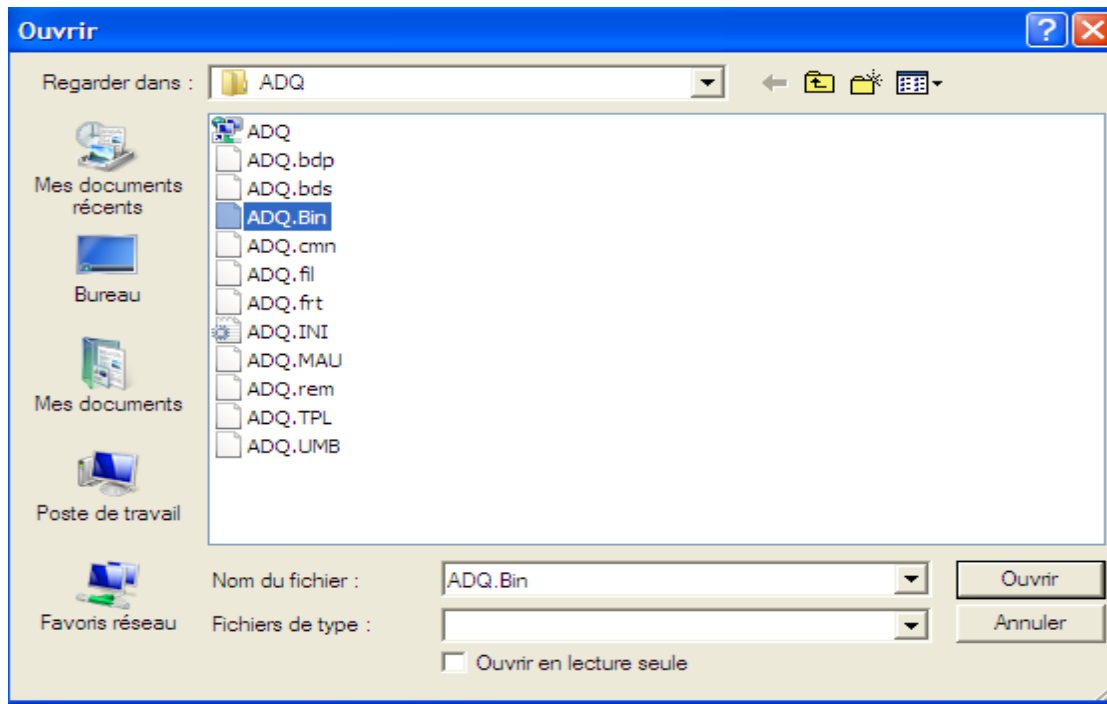 Ouvrir
Regarder dans : ADQ
Mes documents
récents
Bureau
Mes documents
Poste de travail
Favoris réseau
ADQ
ADQ.bdp
ADQ.bds
ADQ.Bin
ADQ.cmn
ADQ.fil
ADQ.frt
ADQ.INI
ADQ.MAU
ADQ.rem
ADQ.TPL
ADQ.UMB
Nom du fichier : ADQ.Bin Ouvrir
Fichiers de type : Annuler
Ouvrir en lecture seule